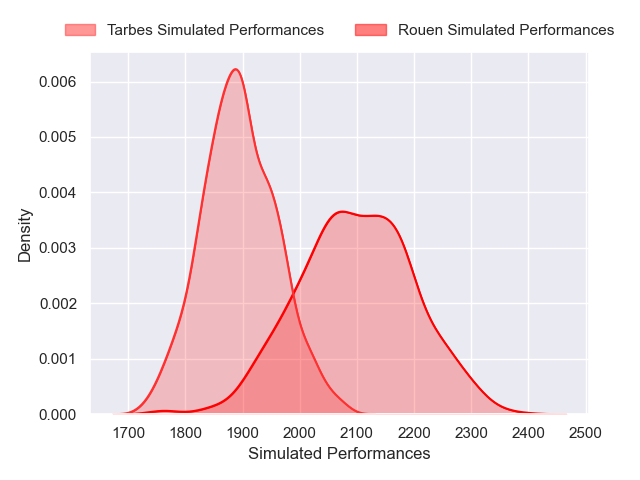 Tarbes Simulated Performances
Rouen Simulated Performances
0.006
0.005
0.004
0.003
0.002
0.001
0.000
Density
1700 1800 1900 2000 2100 2200 2300 2400 2500
Simulated Performances